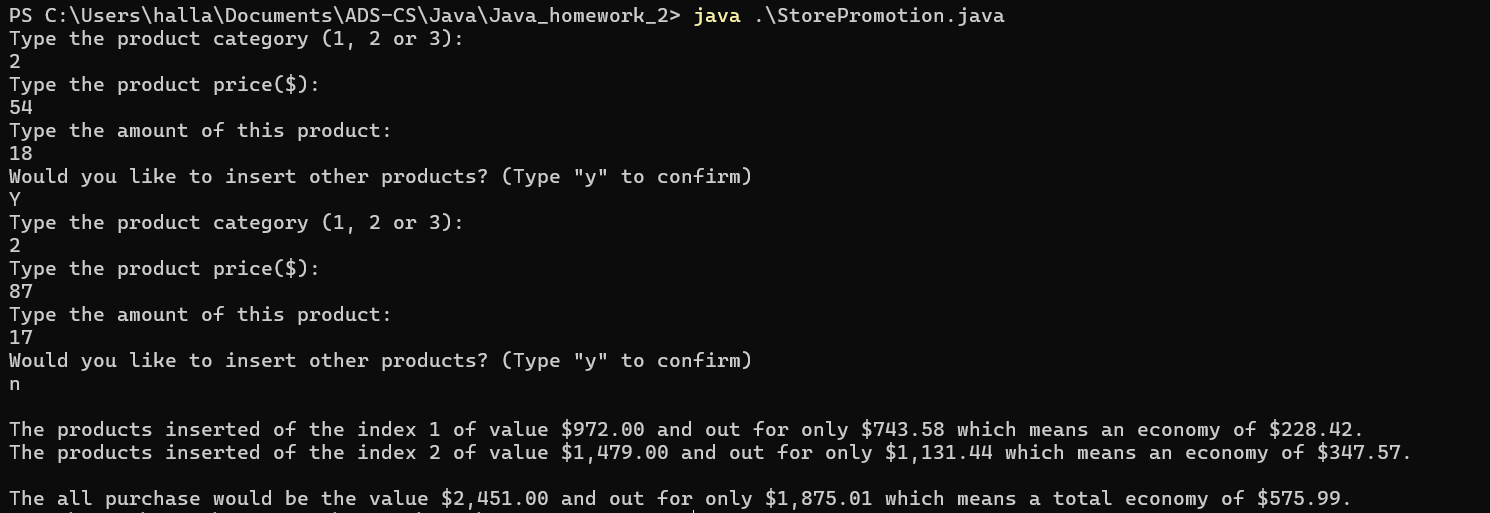 PS C:\Users\halla\Documents\ADS-CS\Java\Java_homework_2> java .\StorePromotion.java
Type the product category (1, 2 or 3):
2
Type the product price($):
54
Type the amount of this product:
18
Would you like to insert other products? (Type "y" to confirm)
Y
Type the product category (1, 2 or 3):
2
Type the product price($):
87
Type the amount of this product:
17
Would you like to insert other products? (Type "y" to confirm)
n
The products inserted of the index 1 of value $972.00 and out for only $743.58 which means an economy of $228.42.
The products inserted of the index 2 of value $1,479.00 and out for only $1,131.44 which means an economy of $347.57.
The all purchase would be the value $2,451.00 and out for only $1,875.01 which means a total economy of $575.99.